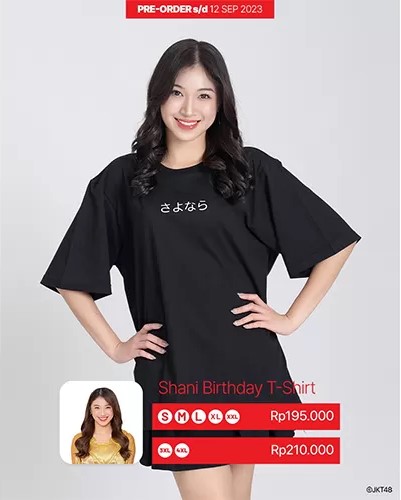 PRE-ORDER s/d 12 SEP 2023
さよなら
Shani Birthday T-Shirt
S M L XL XXL Rp195.000
3XL 4XL Rp210.000
©JKT48